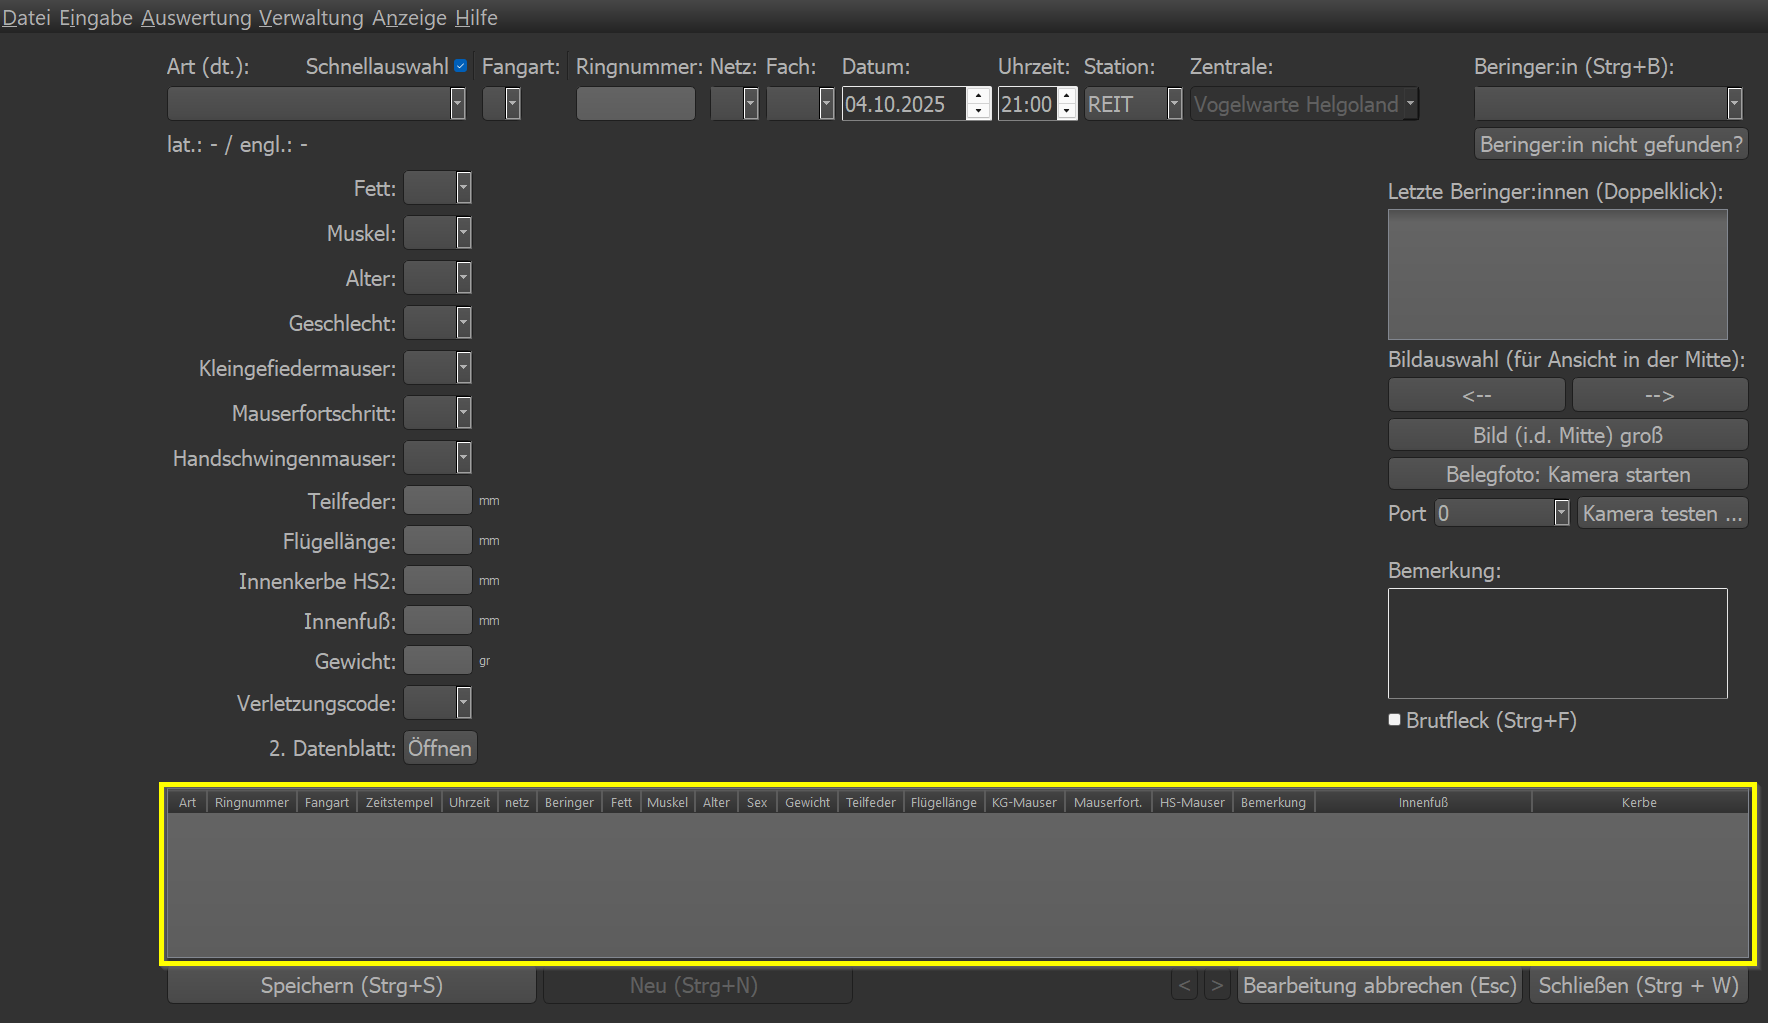 Datei Eingabe Auswertung Verwaltung Anzeige Hilfe
Art (dt.): Schnellauswahl Fangart: Ringnummer: Netz: Fach: Datum: Uhrzeit: Station: Zentrale: Beringer:in (Strg+B):
04.10.2025 21:00 REIT Vogelwarte Helgoland
lat.: - / engl.: - Beringer:in nicht gefunden?
Fett: Letzte Beringer:innen (Doppelklick):
Muskel:
Alter:
Geschlecht:
Kleingefiedermauser: Bildauswahl (für Ansicht in der Mitte):
<-- -->
Mauserfortschritt:
Bild (i.d. Mitte) groß
Handschwingenmauser: Belegfoto: Kamera starten
Teilfeder: mm Port 0 Kamera testen ...
Flügellänge: mm
Innenkerbe HS2: mm Bemerkung:
Innenfuß: mm
Gewicht: gr
Verletzungscode: Brutfleck (Strg+F)
2. Datenblatt: Öffnen
Art Ringnummer Fangart Zeitstempel Uhrzeit netz Beringer Fett Muskel Alter Sex Gewicht Teilfeder Flügellänge KG-Mauser Mauserfort. HS-Mauser Bemerkung Innenfuß Kerbe
Speichern (Strg+S) Neu (Strg+N) < > Bearbeitung abbrechen (Esc) Schließen (Strg + W)